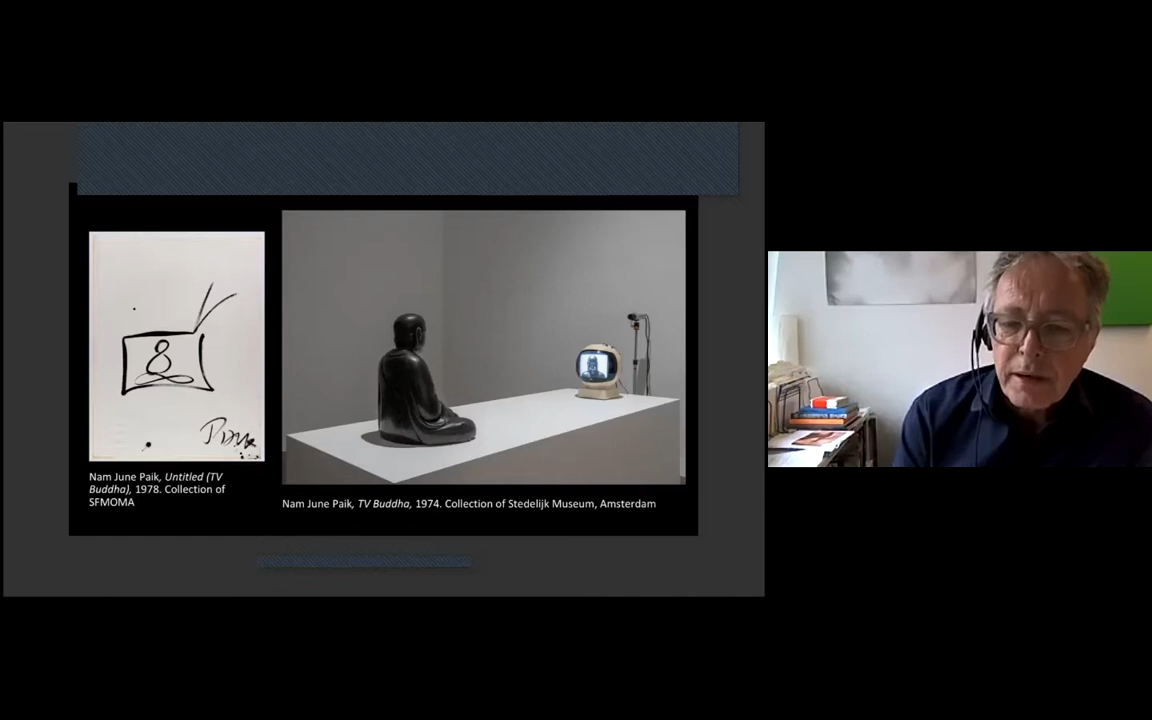 Paik
Nam June Paik, Untitled (TV
Buddha), 1978. Collection of
SFMOMA
Nam June Paik, TV Buddha, 1974. Collection of Stedelijk Museum, Amsterdam